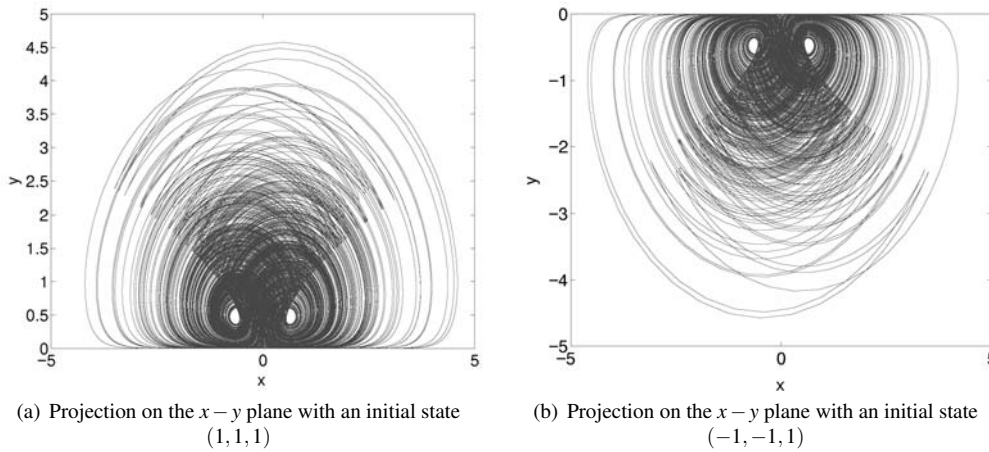 5
4.5
4
3.5
3
2.5
2
1.5
1
0.5
0
y
−5
0
5
x
(a) Projection on the x − y plane with an initial state
(1, 1, 1)
0
−1
−2
−3
−4
−5
y
−5
0
5
x
(b) Projection on the x − y plane with an initial state
(−1, −1, 1)